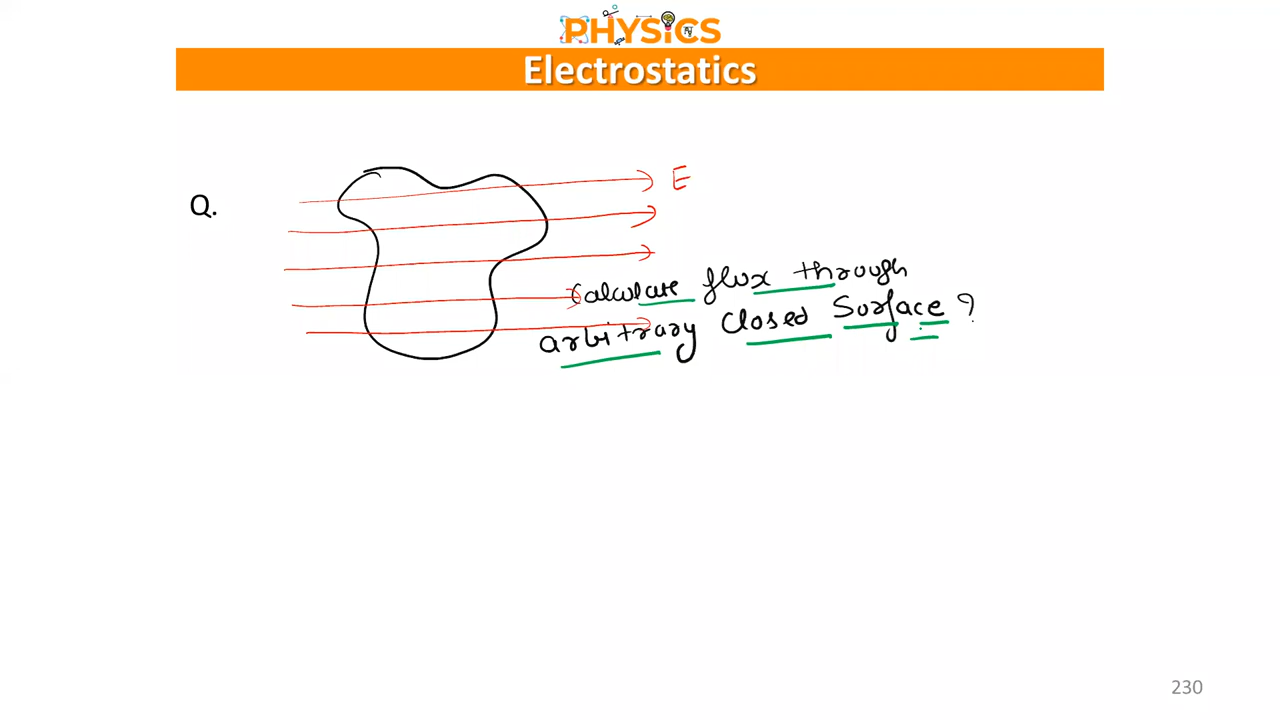 PHYSICS
Electrostatics
Q.
E
Calculate flux through
arbitrary closed Surface ?
230